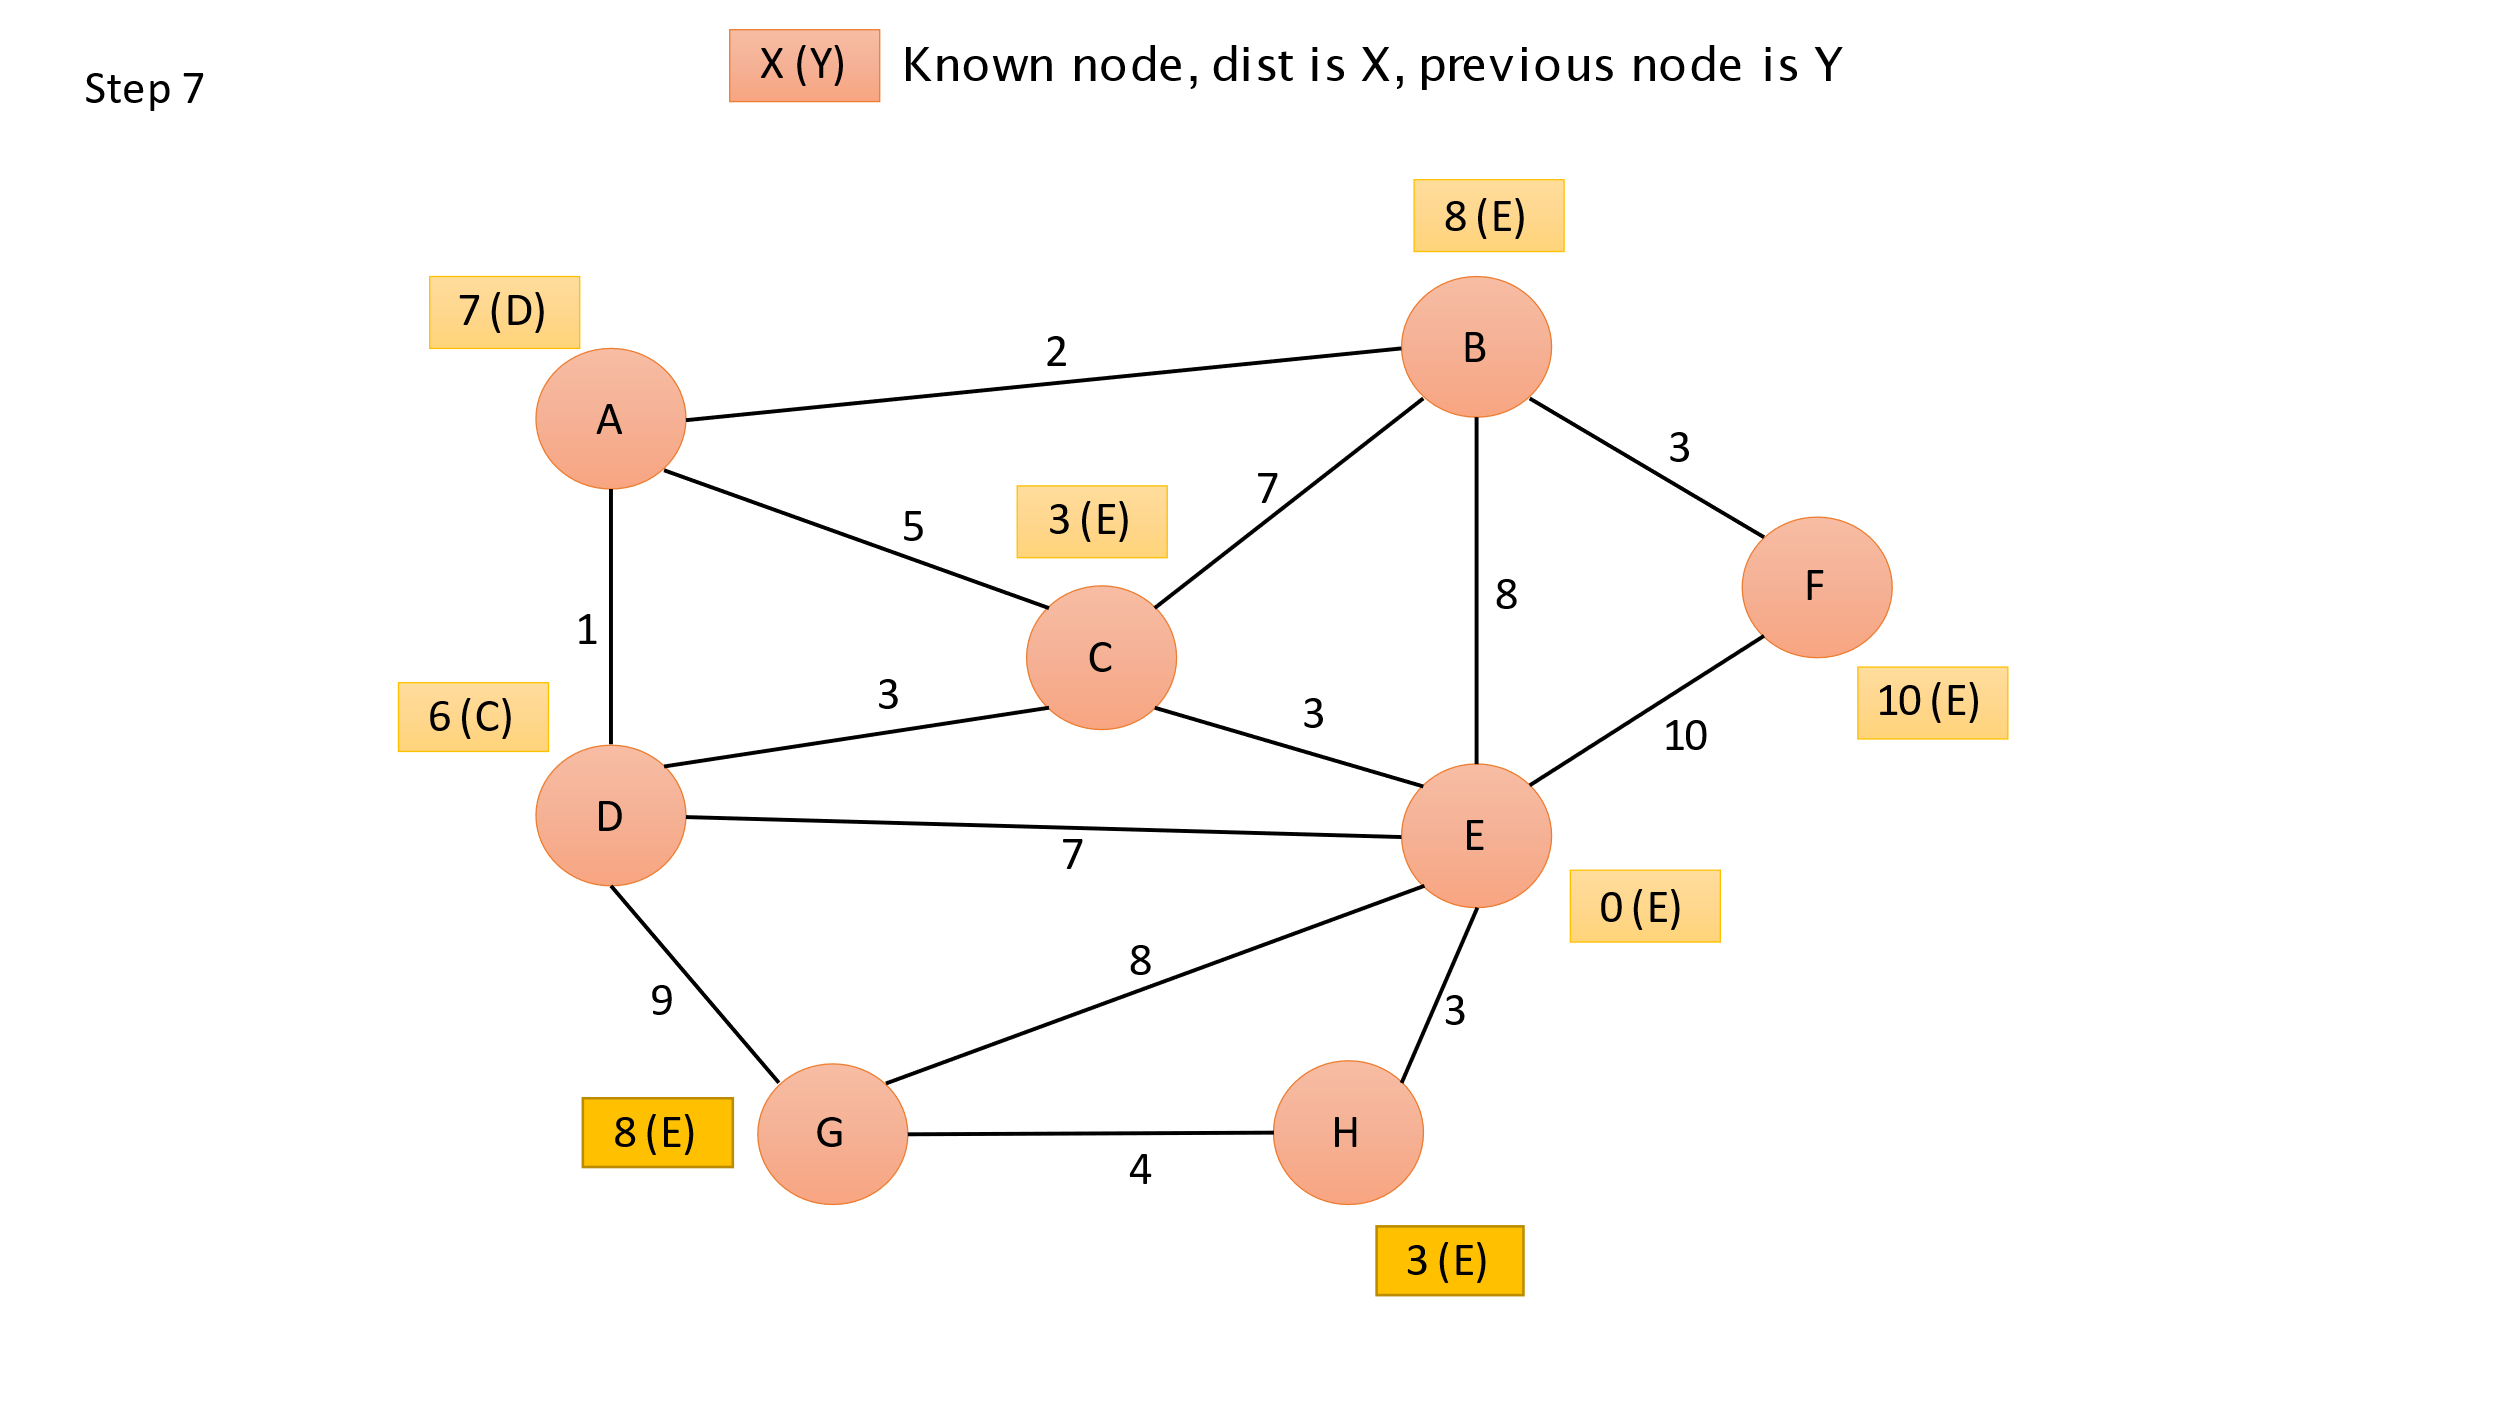 X (Y) Known node, dist is X, previous node is Y
Step 7
8 (E)
7 (D)
B
2
A
3
7
3 (E)
5
F
8
1
C
3
3
6 (C)
10 (E)
10
D
E
7
0 (E)
8
9
3
8 (E)
G
H
4
3 (E)